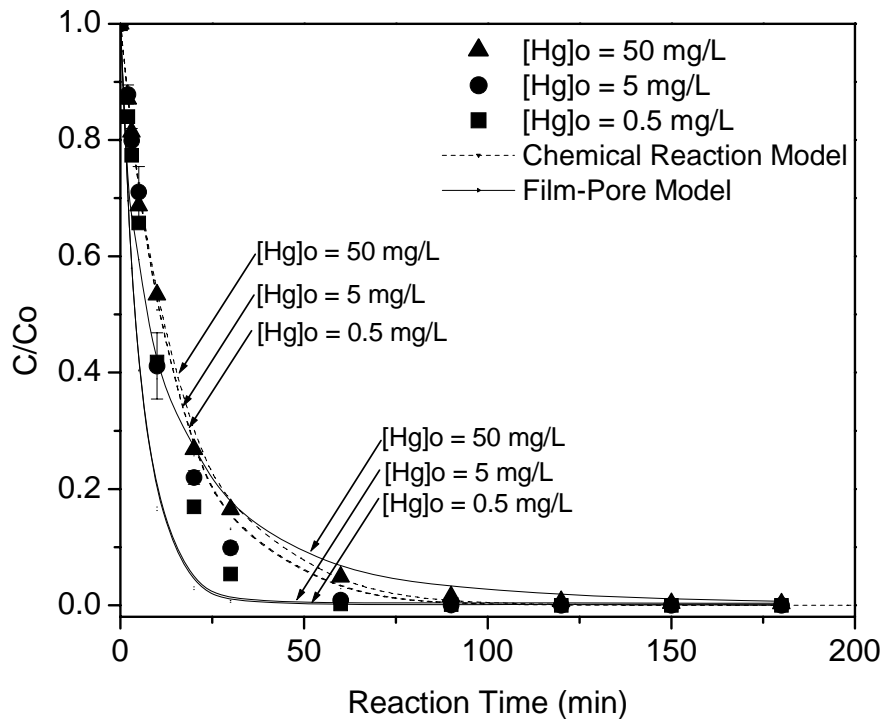 1.0
0.8
0.6
0.4
0.2
0.0
C/Co
[Hg]o = 50 mg/L
[Hg]o = 5 mg/L
[Hg]o = 0.5 mg/L
Chemical Reaction Model
Film-Pore Model
[Hg]o = 50 mg/L
[Hg]o = 5 mg/L
[Hg]o = 0.5 mg/L
[Hg]o = 50 mg/L
[Hg]o = 5 mg/L
[Hg]o = 0.5 mg/L
0 50 100 150 200
Reaction Time (min)